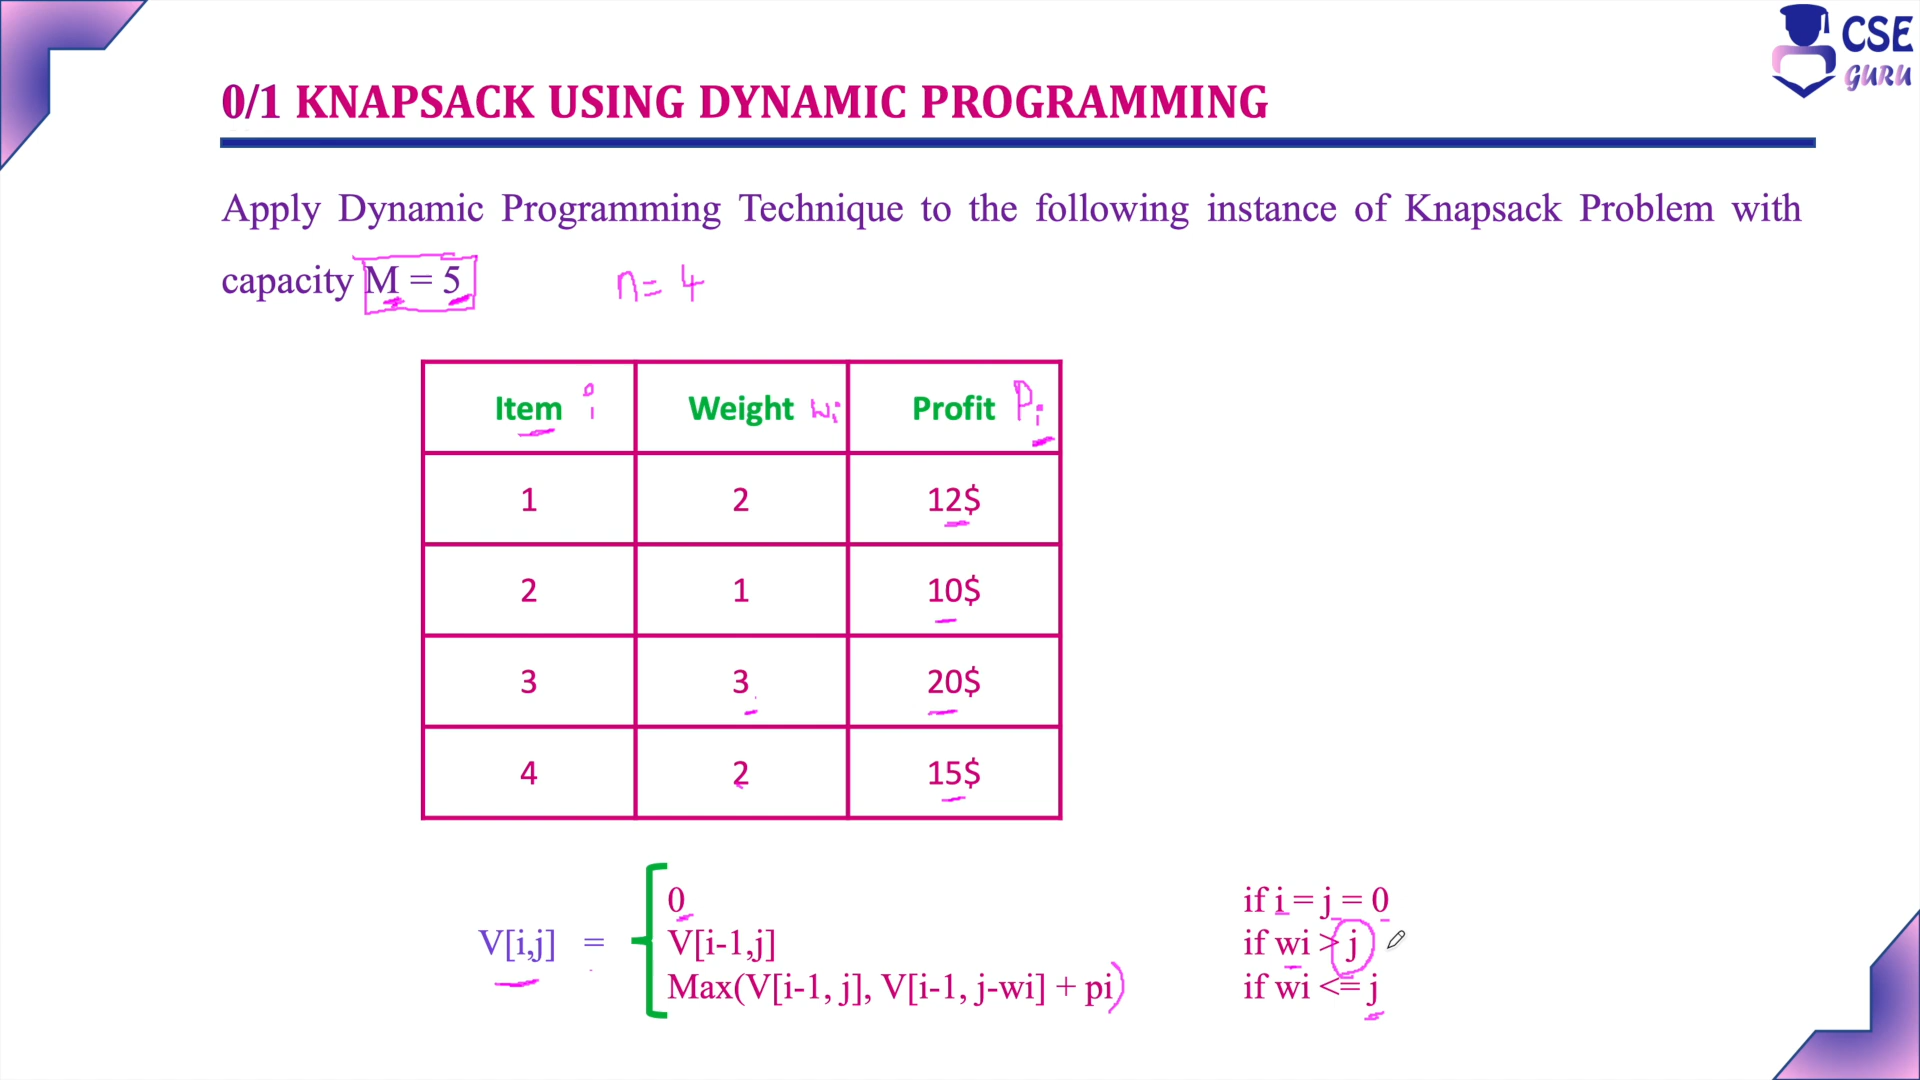 CSE
GURU
0/1 KNAPSACK USING DYNAMIC PROGRAMMING
Apply Dynamic Programming Technique to the following instance of Knapsack Problem with
capacity M = 5 n = 4
Item i Weight wi Profit Pi
1 2 12$
2 1 10$
3 3 20$
4 2 15$
0 if i = j = 0
V[i,j] = V[i-1,j] if wi > j
Max(V[i-1, j], V[i-1, j-wi] + pi) if wi <= j